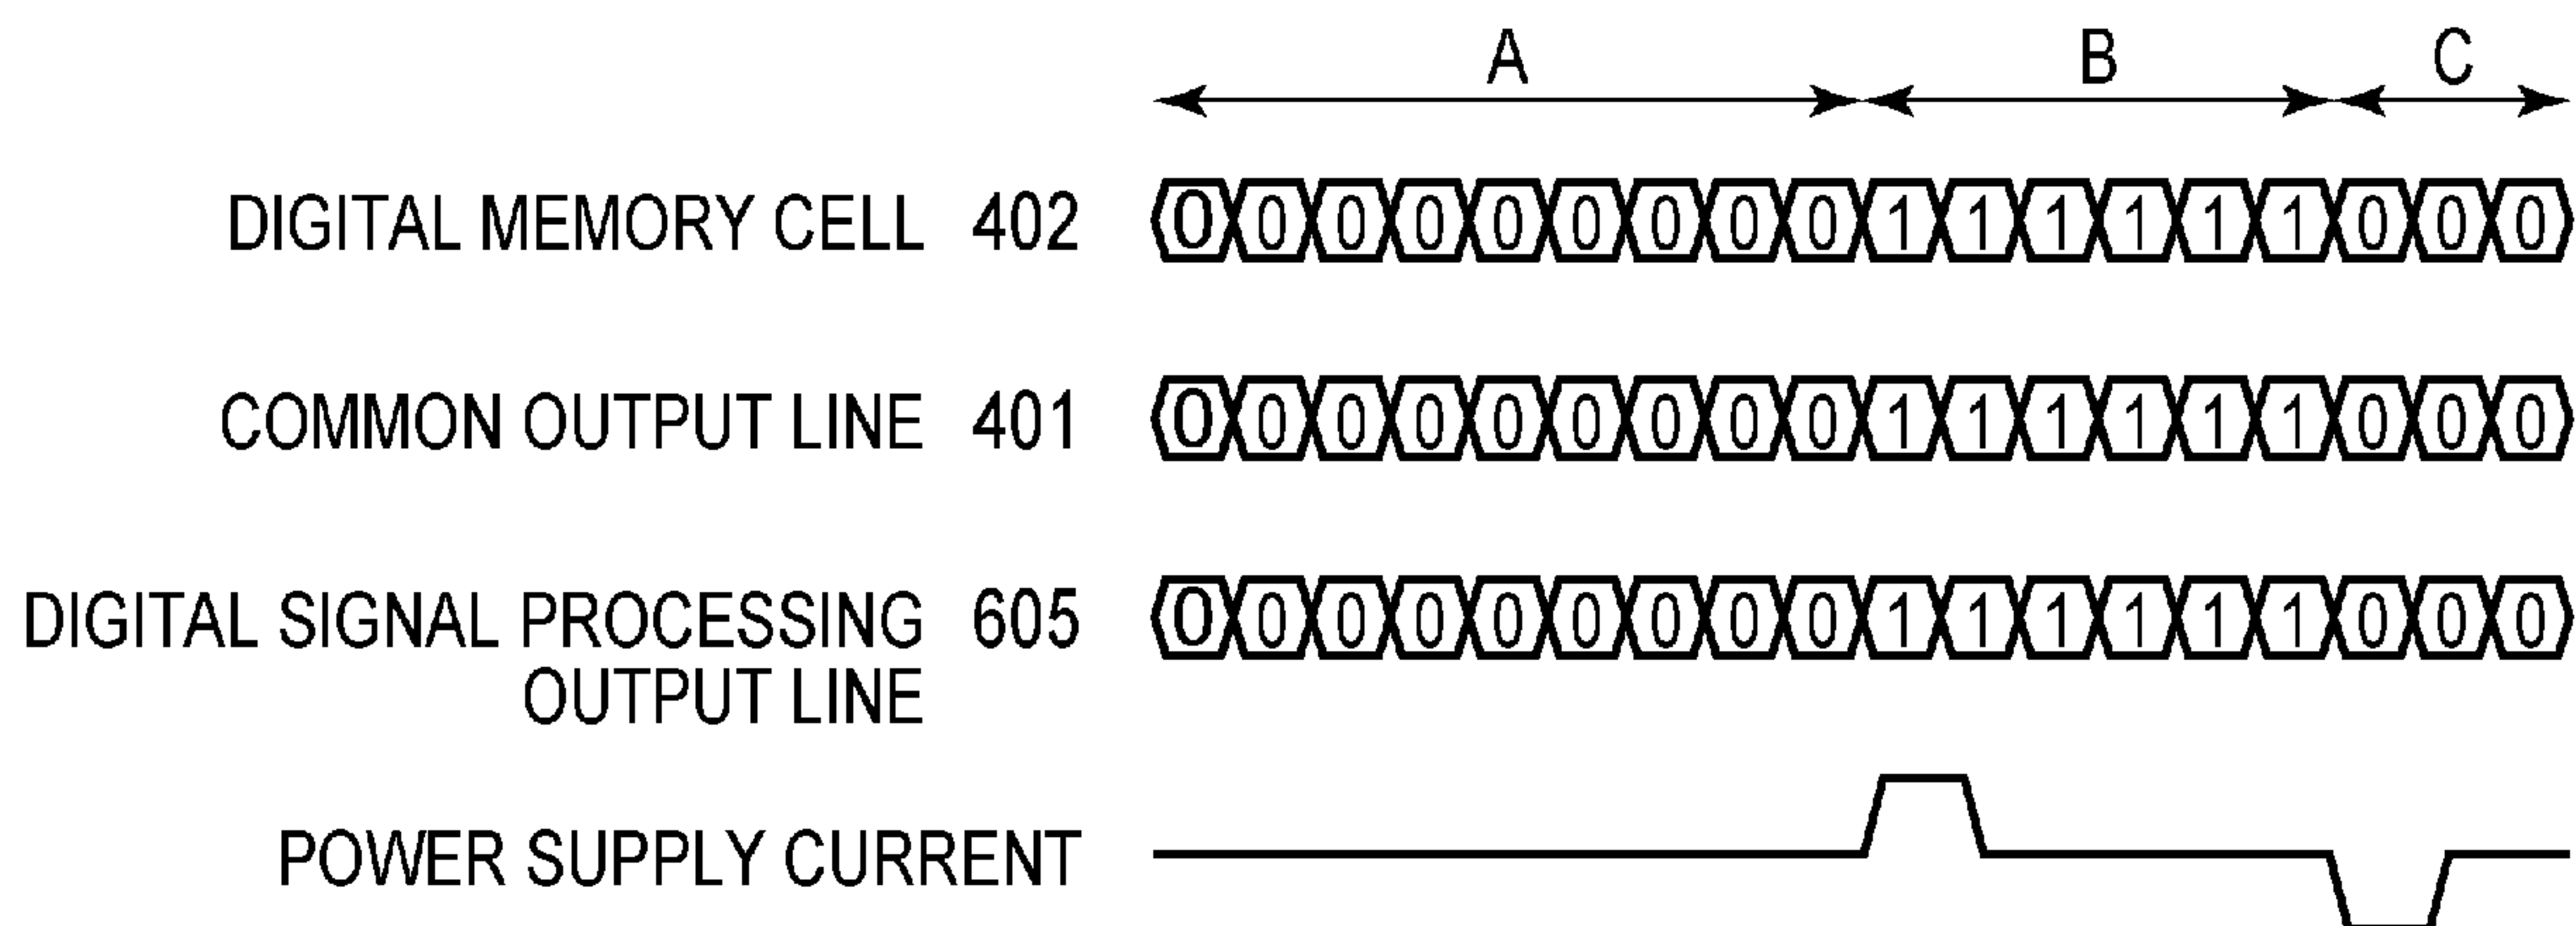 A B C
DIGITAL MEMORY CELL 402 0 0 0 0 0 0 0 0 0 1 1 1 1 1 1 0 0 0
COMMON OUTPUT LINE 401 0 0 0 0 0 0 0 0 0 1 1 1 1 1 1 0 0 0
DIGITAL SIGNAL PROCESSING 605 0 0 0 0 0 0 0 0 0 1 1 1 1 1 1 0 0 0
OUTPUT LINE
POWER SUPPLY CURRENT